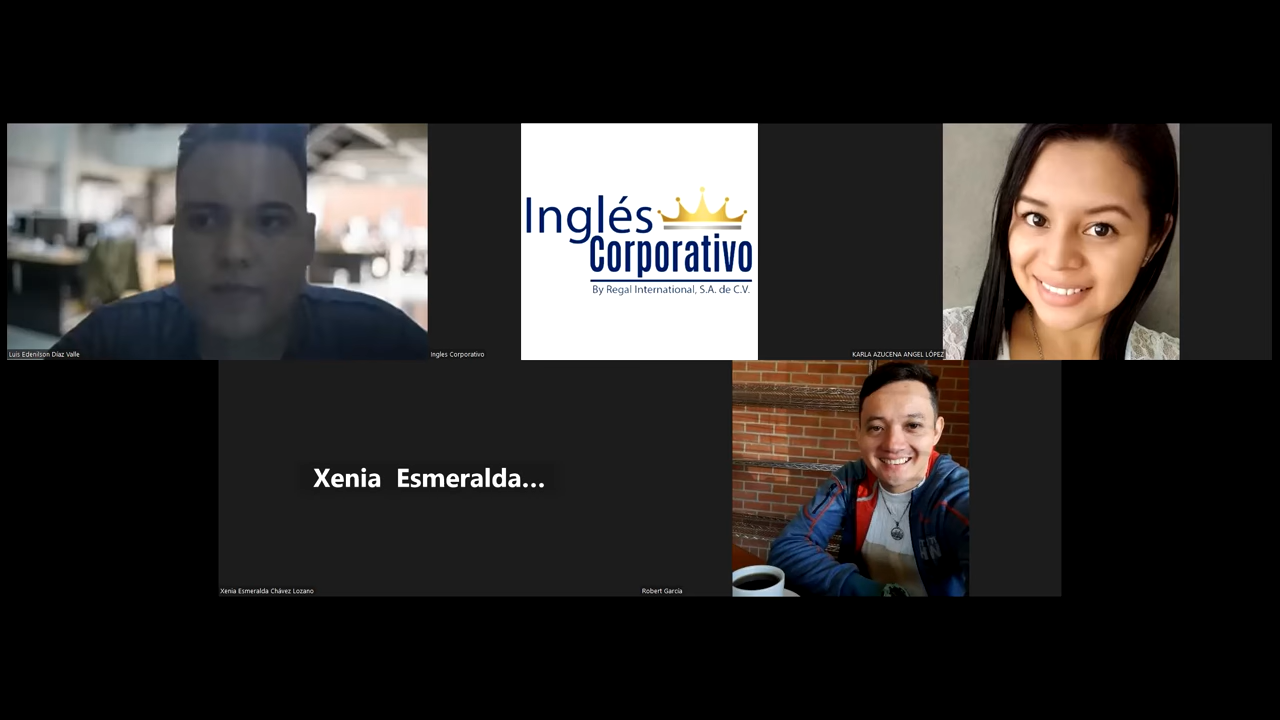 Inglés
Corporativo
By Regal International, S.A. de C.V.
Luis Edenilson Díaz Valle
Ingles Corporativo
KARLA AZUCENA ANGEL LÓPEZ
Xenia Esmeralda...
Xenia Esmeralda Chávez Lozano
Robert García